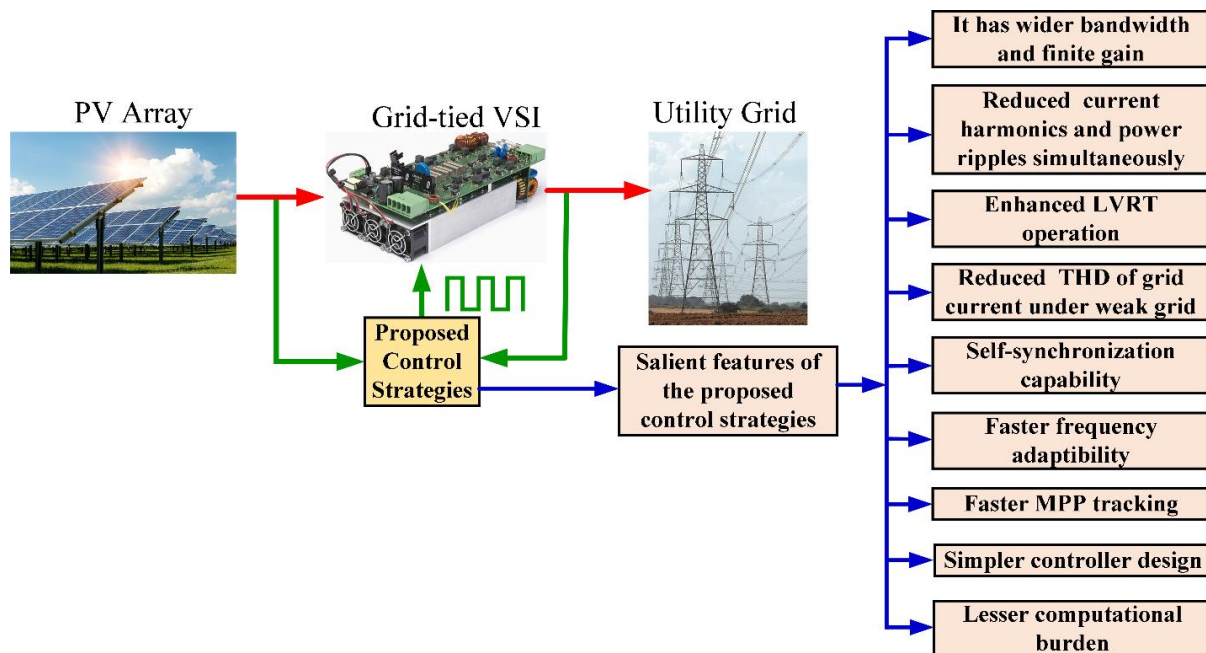 PV Array
Grid-tied VSI
Utility Grid
Proposed
Control
Strategies
Salient features of
the proposed
control strategies
It has wider bandwidth
and finite gain
Reduced current
harmonics and power
ripples simultaneously
Enhanced LVRT
operation
Reduced THD of grid
current under weak grid
Self-synchronization
capability
Faster frequency
adaptibility
Faster MPP tracking
Simpler controller design
Lesser computational
burden